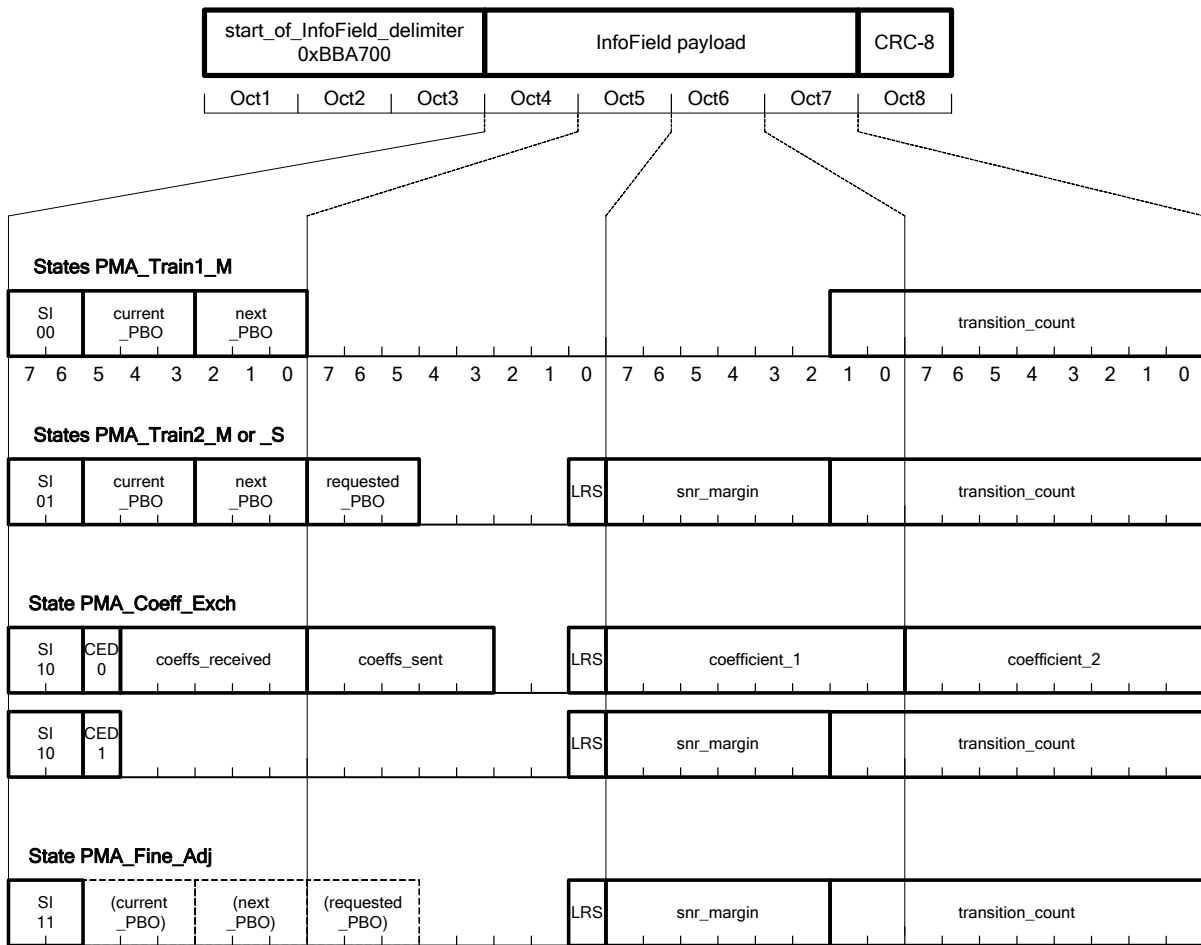 start_of_InfoField_delimiter
0xBBA700
InfoField payload
CRC-8
Oct1 Oct2 Oct3 Oct4 Oct5 Oct6 Oct7 Oct8
States PMA_Train1_M
SI
00
current
_PBO
next
_PBO
transition_count
7 6 5 4 3 2 1 0 7 6 5 4 3 2 1 0 7 6 5 4 3 2 1 0 7 6 5 4 3 2 1 0
States PMA_Train2_M or _S
SI
01
current
_PBO
next
_PBO
requested
_PBO
LRS
snr_margin
transition_count
State PMA_Coeff_Exch
SI
10
CED
0
coeffs_received
coeffs_sent
LRS
coefficient_1
coefficient_2
SI
10
CED
1
LRS
snr_margin
transition_count
State PMA_Fine_Adj
SI
11
(current
_PBO)
(next
_PBO)
(requested
_PBO)
LRS
snr_margin
transition_count